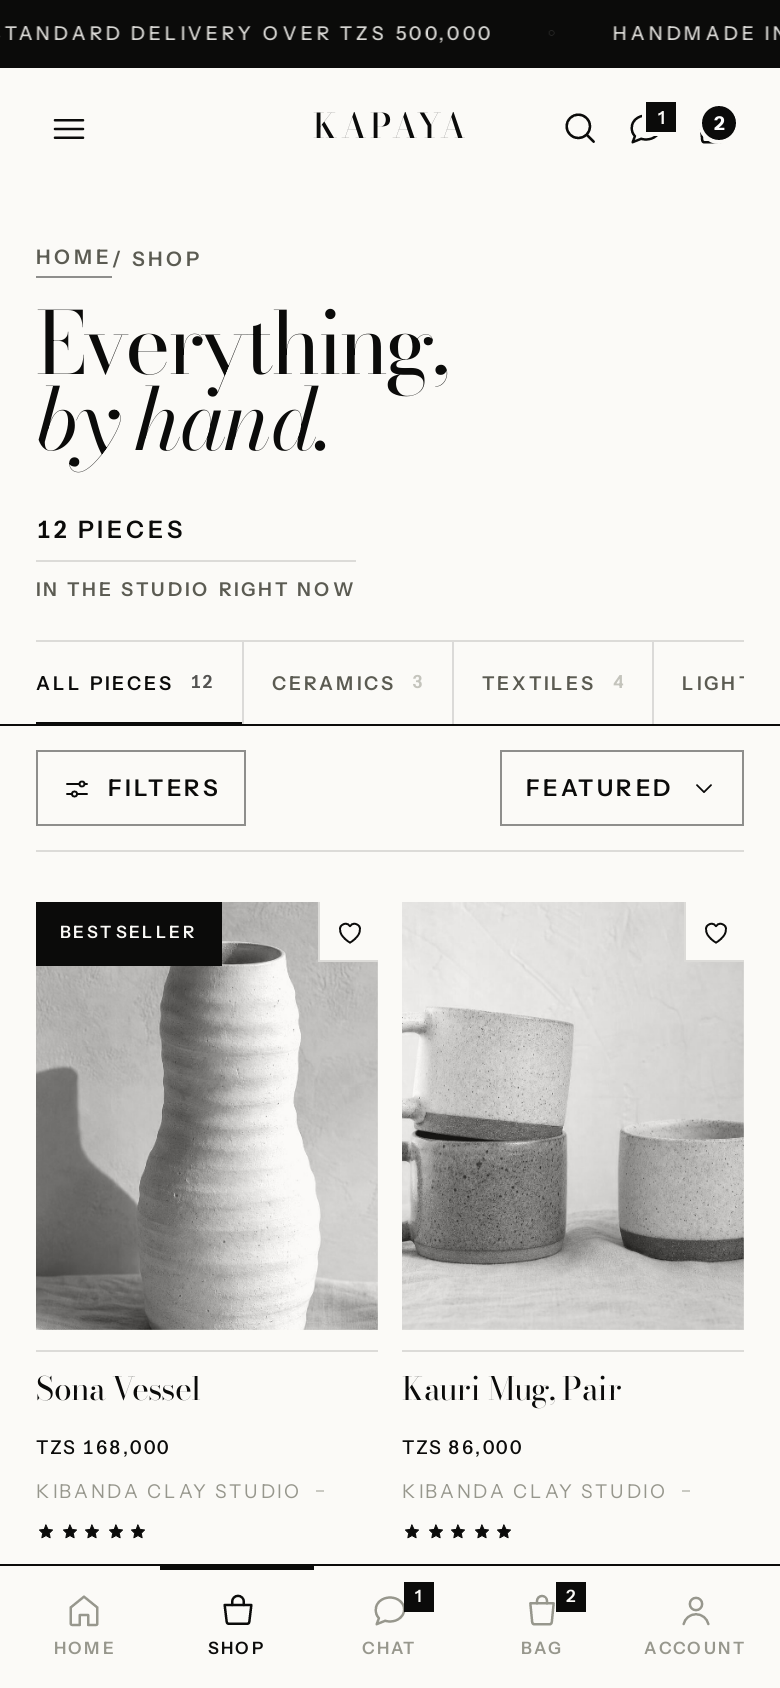 TANDARD DELIVERY OVER TZS 500,000 HANDMADE IN
KAPAYA 1 2
HOME / SHOP
Everything,
by hand.
12 PIECES
IN THE STUDIO RIGHT NOW
ALL PIECES 12 CERAMICS 3 TEXTILES 4 LIGHT
FILTERS FEATURED
BESTSELLER
Sona Vessel Kauri Mug, Pair
TZS 168,000 TZS 86,000
KIBANDA CLAY STUDIO – KIBANDA CLAY STUDIO –
1 2
HOME SHOP CHAT BAG ACCOUNT